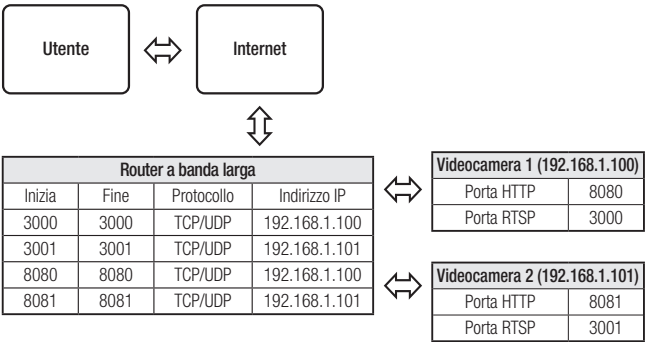 Utente
Internet
Router a banda larga
Inizia Fine Protocollo Indirizzo IP
3000 3000 TCP/UDP 192.168.1.100
3001 3001 TCP/UDP 192.168.1.101
8080 8080 TCP/UDP 192.168.1.100
8081 8081 TCP/UDP 192.168.1.101
Videocamera 1 (192.168.1.100)
Porta HTTP 8080
Porta RTSP 3000
Videocamera 2 (192.168.1.101)
Porta HTTP 8081
Porta RTSP 3001